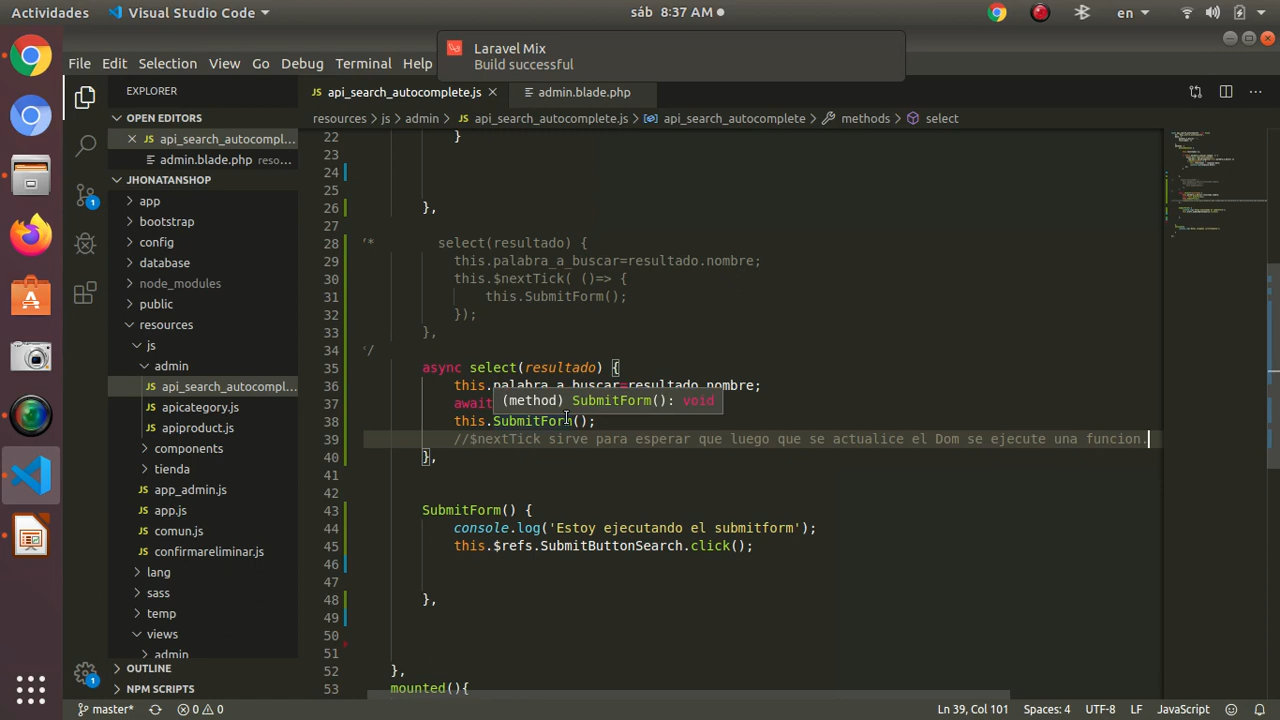 Actividades
Visual Studio Code
sáb 8:37 AM
en
Laravel Mix
Build successful
File Edit Selection View Go Debug Terminal Help
EXPLORER
api_search_autocomplete.js
admin.blade.php
OPEN EDITORS
resources > js > admin > api_search_autocomplete.js > api_search_autocomplete > methods > select
api_search_autocompl...
admin.blade.php reso...
JHONATANSHOP
app
bootstrap
config
database
node_modules
public
resources
js
admin
api_search_autocompl...
apicategory.js
apiproduct.js
components
tienda
app_admin.js
app.js
comun.js
confirmareliminar.js
lang
sass
temp
views
admin
OUTLINE
NPM SCRIPTS
22 }
23
24
25
26 },
27
28 /* select(resultado) {
29 this.palabra_a_buscar=resultado.nombre;
30 this.$nextTick( ()=> {
31 this.SubmitForm();
32 });
33 },
34 */
35 async select(resultado) {
36 this.palabra_a_buscar=resultado.nombre;
(method) SubmitForm(): void
37 await
38 this.SubmitForm();
39 //$nextTick sirve para esperar que luego que se actualice el Dom se ejecute una funcion.
40 },
41
42
43 SubmitForm() {
44 console.log('Estoy ejecutando el submitform');
45 this.$refs.SubmitButtonSearch.click();
46
47
48 },
49
50
51
52 },
53 mounted(){
1
1
master*
0 0
Ln 39, Col 101
Spaces: 4
UTF-8
LF
JavaScript